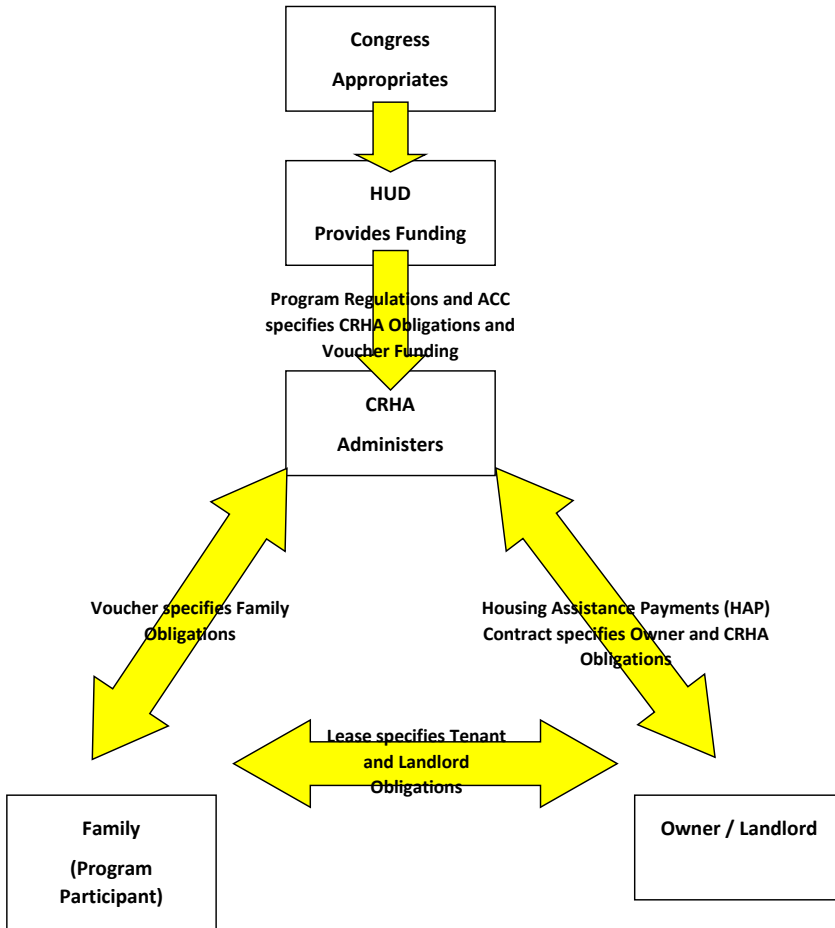 Congress
Appropriates
HUD
Provides Funding
Program Regulations and ACC
specifies CRHA Obligations and
Voucher Funding
CRHA
Administers
Voucher specifies Family
Obligations
Housing Assistance Payments (HAP)
Contract specifies Owner and CRHA
Obligations
Lease specifies Tenant
and Landlord
Obligations
Family
(Program
Participant)
Owner / Landlord